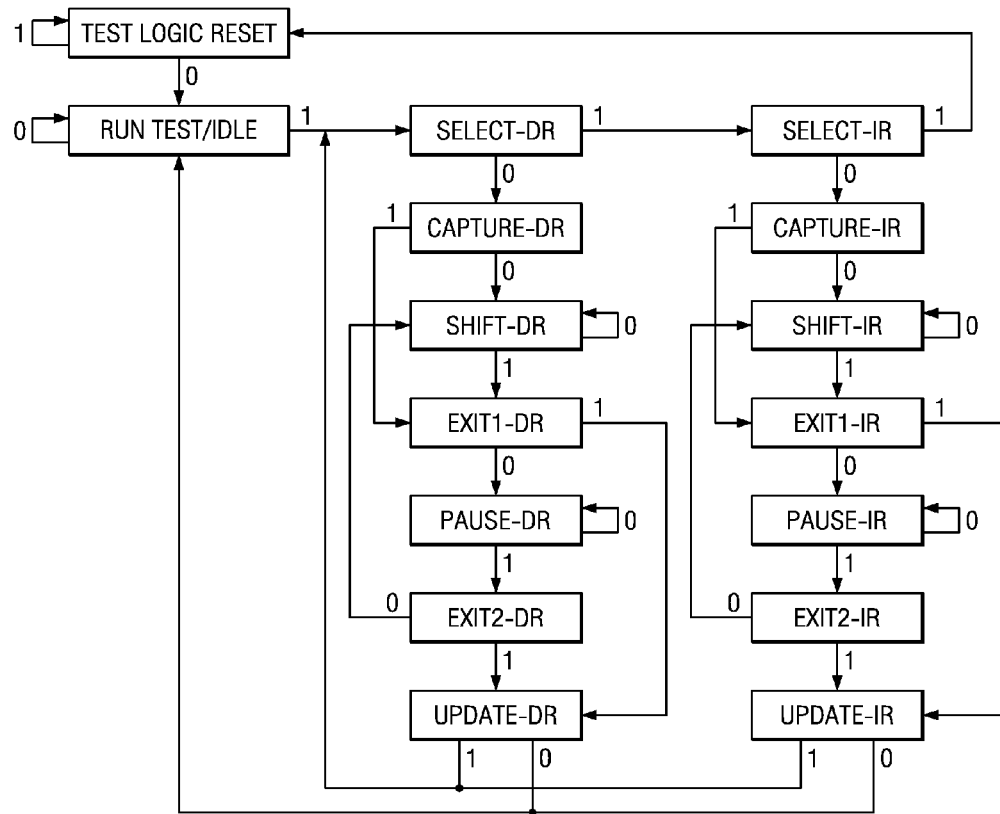 1 TEST LOGIC RESET
0
0 RUN TEST/IDLE 1 SELECT-DR 1 SELECT-IR 1
0 0
1 CAPTURE-DR 1 CAPTURE-IR
0 0
SHIFT-DR 0 SHIFT-IR 0
1 1
EXIT1-DR 1 EXIT1-IR 1
0 0
PAUSE-DR 0 PAUSE-IR 0
1 1
0 EXIT2-DR 0 EXIT2-IR
1 1
UPDATE-DR UPDATE-IR
1 0 1 0